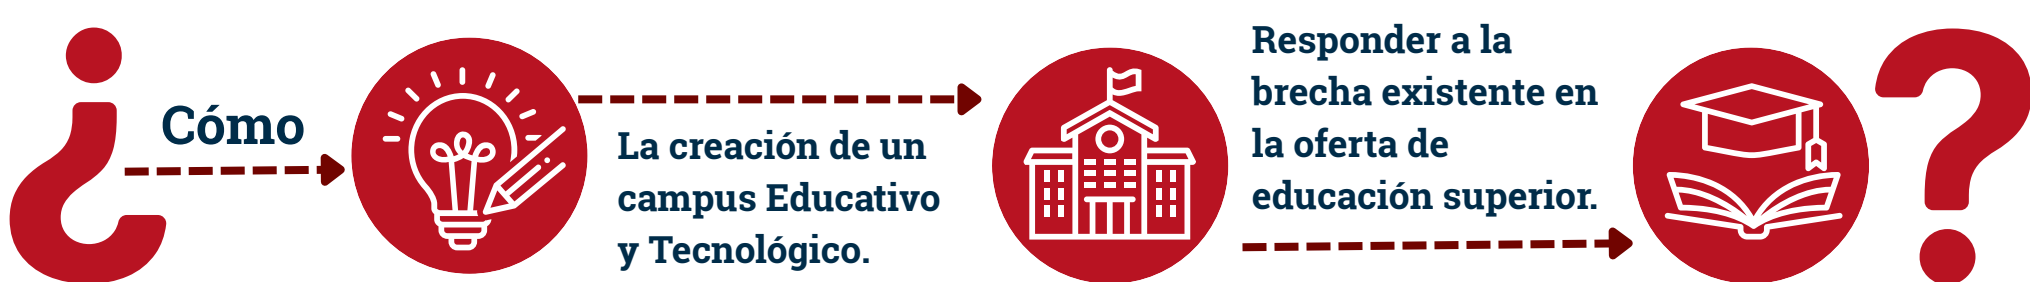 ¿
Cómo
La creación de un
campus Educativo
y Tecnológico.
Responder a la
brecha existente en
la oferta de
educación superior.
?